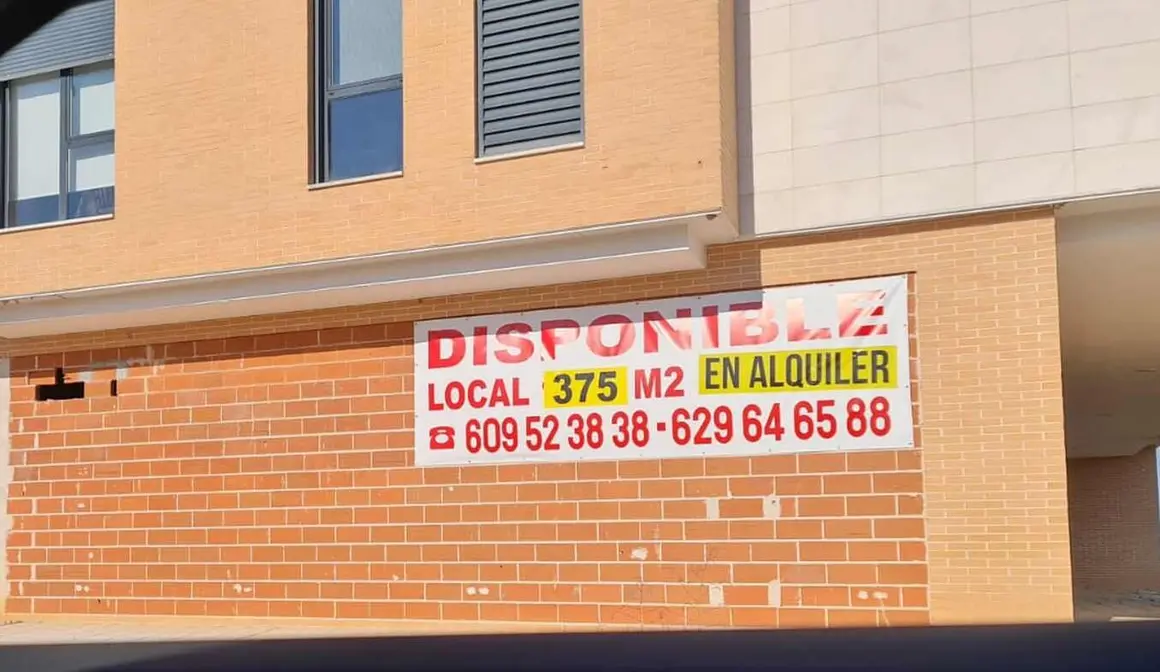 DISPONIBLE
LOCAL 375 M2 EN ALQUILER
☎ 609 52 38 38 - 629 64 65 88